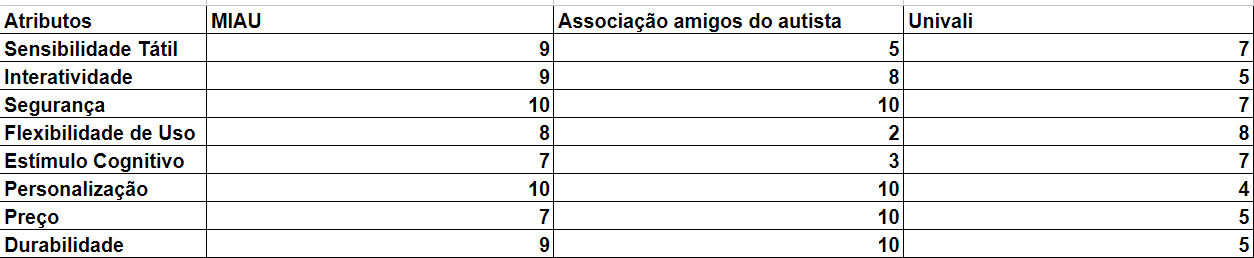 Atributos MIAU Associação amigos do autista Univali
Sensibilidade Tátil 9 5 7
Interatividade 9 8 5
Segurança 10 10 7
Flexibilidade de Uso 8 2 8
Estímulo Cognitivo 7 3 7
Personalização 10 10 4
Preço 7 10 5
Durabilidade 9 10 5